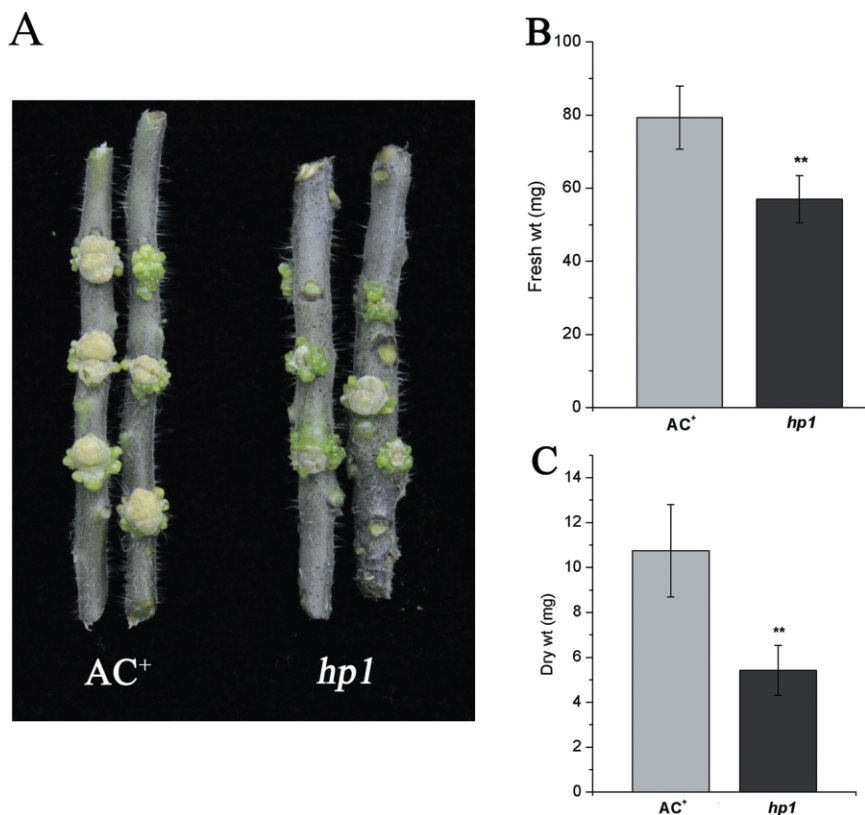 A
AC⁺
hp1
B
100
80
60
40
20
0
Fresh wt (mg)
**
AC⁺
hp1
C
14
12
10
8
6
4
2
0
Dry wt (mg)
**
AC⁺
hp1